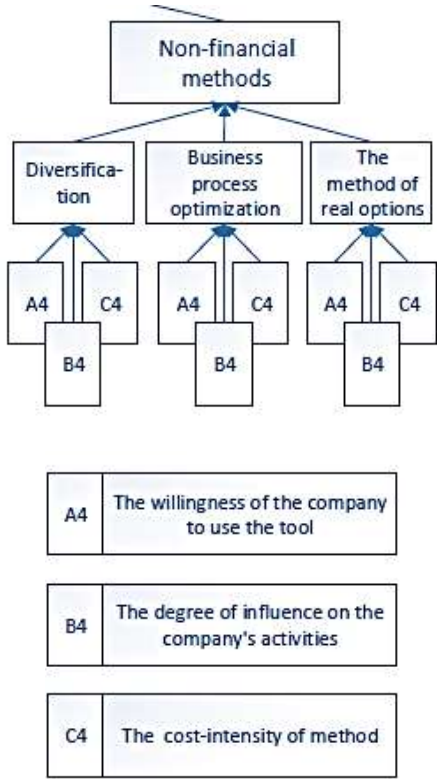 Non-financial
methods
Diversifica-
tion
Business
process
optimization
The
method of
real options
A4
C4
B4
A4
C4
B4
A4
C4
B4
A4
The willingness of the company
to use the tool
B4
The degree of influence on the
company's activities
C4
The cost-intensity of method